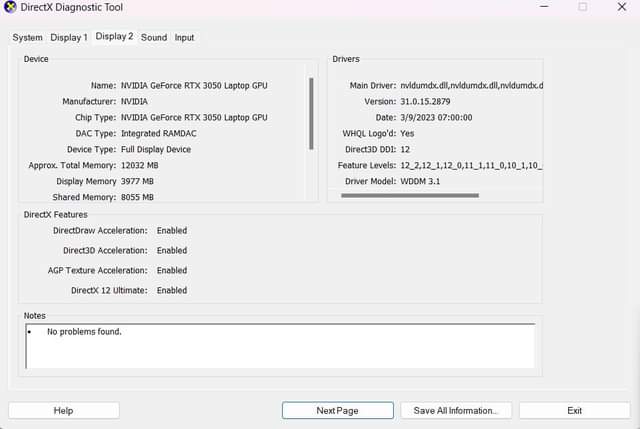 DirectX Diagnostic Tool
System Display 1 Display 2 Sound Input
Device
Name: NVIDIA GeForce RTX 3050 Laptop GPU
Manufacturer: NVIDIA
Chip Type: NVIDIA GeForce RTX 3050 Laptop GPU
DAC Type: Integrated RAMDAC
Device Type: Full Display Device
Approx. Total Memory: 12032 MB
Display Memory 3977 MB
Shared Memory: 8055 MB
Drivers
Main Driver: nvldumdx.dll,nvldumdx.dll,nvldumdx.d
Version: 31.0.15.2879
Date: 3/9/2023 07:00:00
WHQL Logo'd: Yes
Direct3D DDI: 12
Feature Levels: 12_2,12_1,12_0,11_1,11_0,10_1,10_
Driver Model: WDDM 3.1
DirectX Features
DirectDraw Acceleration: Enabled
Direct3D Acceleration: Enabled
AGP Texture Acceleration: Enabled
DirectX 12 Ultimate: Enabled
Notes
• No problems found.
Help Next Page Save All Information... Exit